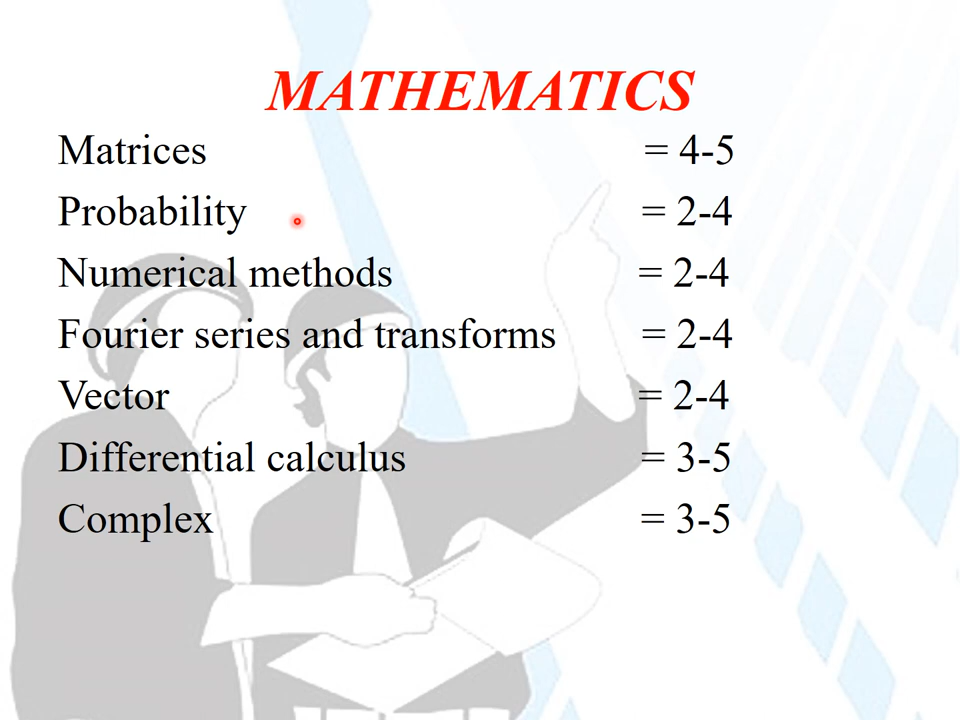 MATHEMATICS
Matrices = 4-5
Probability = 2-4
Numerical methods = 2-4
Fourier series and transforms = 2-4
Vector = 2-4
Differential calculus = 3-5
Complex = 3-5